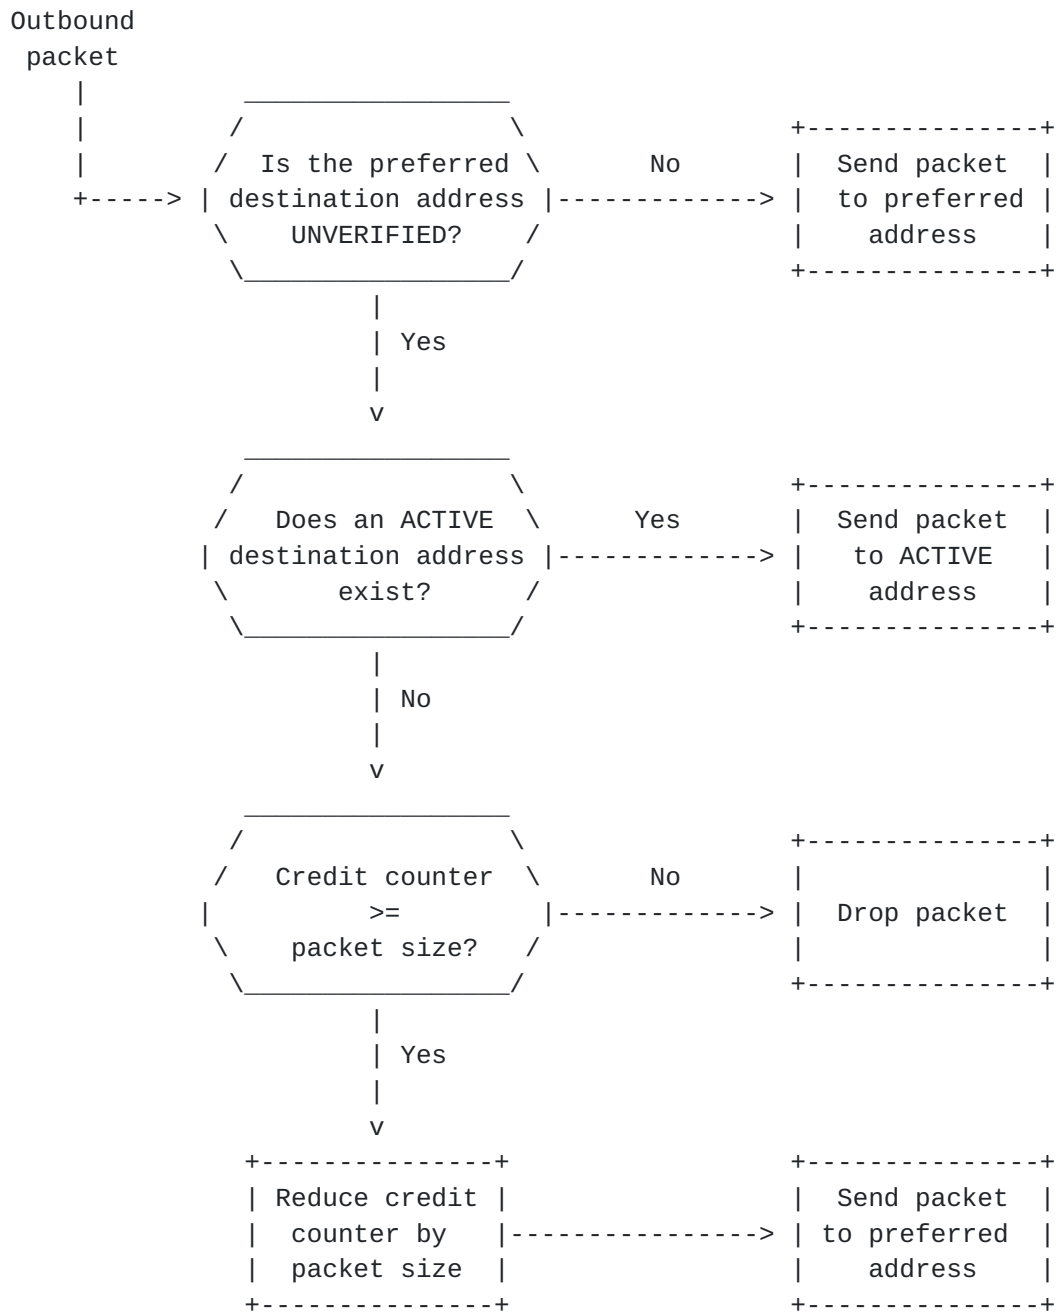 Outbound
packet
Is the preferred
destination address
UNVERIFIED?
No
Send packet
to preferred
address
Yes
Does an ACTIVE
destination address
exist?
Yes
Send packet
to ACTIVE
address
No
Credit counter
>=
packet size?
No
Drop packet
Yes
Reduce credit
counter by
packet size
Send packet
to preferred
address